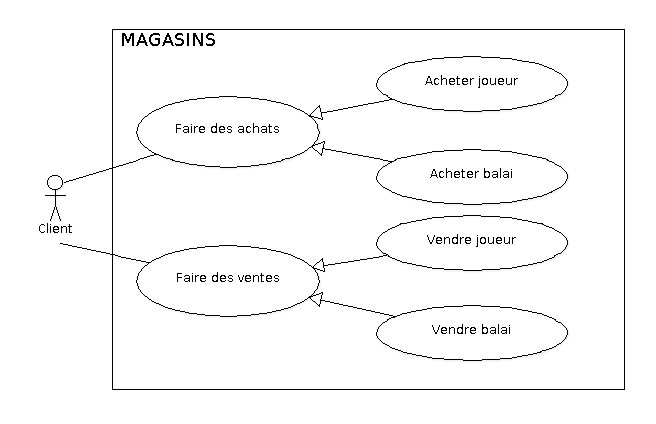 MAGASINS
Acheter joueur
Faire des achats
Acheter balai
Client
Vendre joueur
Faire des ventes
Vendre balai